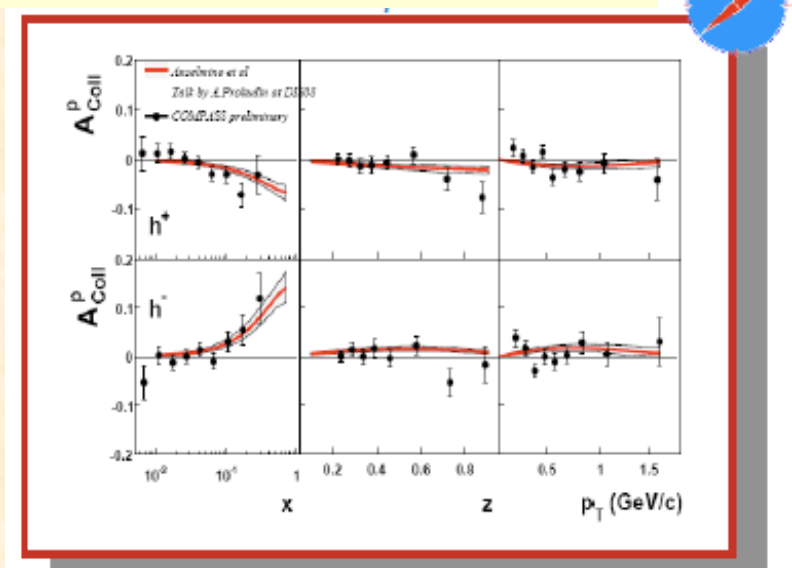 A^p_Coll
0.2
0.1
0
-0.1
Anselmino et al
Talk by A.Prokudin at DIS08
COMPASS preliminary
h⁺
A^p_Coll
0.2
0.1
0
-0.1
-0.2
h⁻
10⁻² 10⁻¹ 1
x
0.2 0.4 0.6 0.8
z
0.5 1 1.5
p_T (GeV/c)